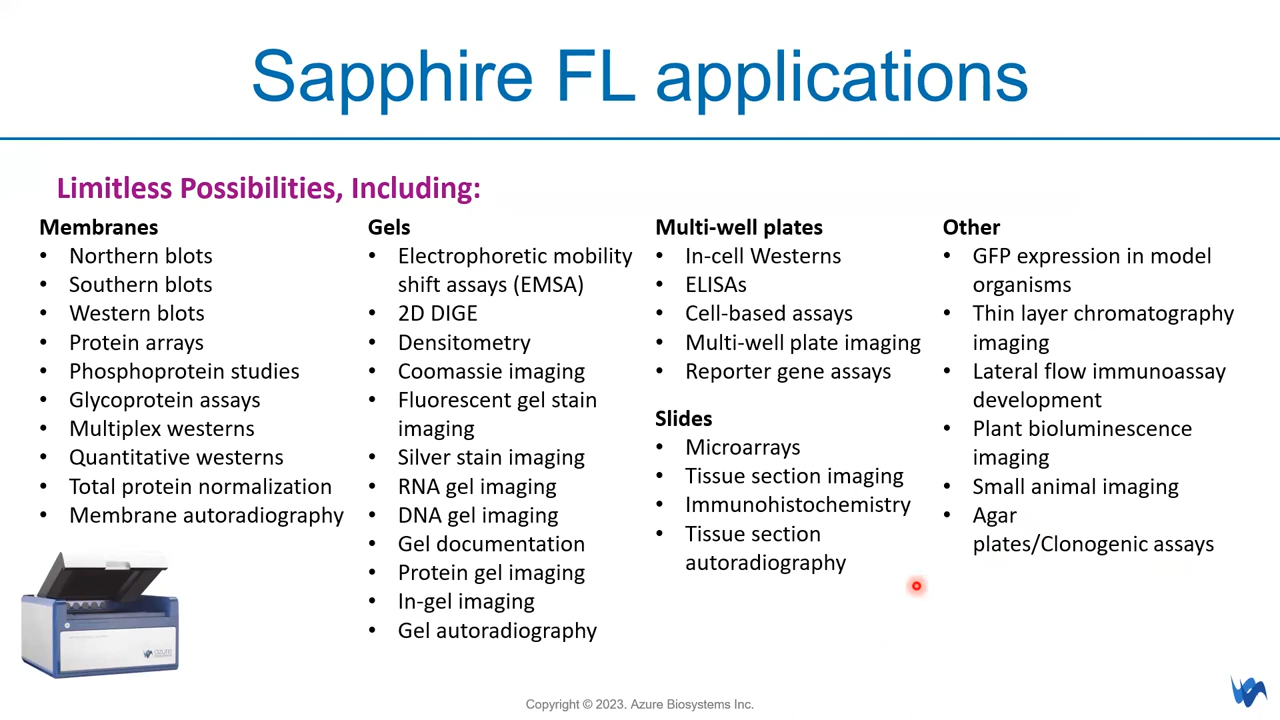 Sapphire FL applications
Limitless Possibilities, Including:
Membranes
• Northern blots
• Southern blots
• Western blots
• Protein arrays
• Phosphoprotein studies
• Glycoprotein assays
• Multiplex westerns
• Quantitative westerns
• Total protein normalization
• Membrane autoradiography
Gels
• Electrophoretic mobility
shift assays (EMSA)
• 2D DIGE
• Densitometry
• Coomassie imaging
• Fluorescent gel stain
imaging
• Silver stain imaging
• RNA gel imaging
• DNA gel imaging
• Gel documentation
• Protein gel imaging
• In-gel imaging
• Gel autoradiography
Multi-well plates
• In-cell Westerns
• ELISAs
• Cell-based assays
• Multi-well plate imaging
• Reporter gene assays
Slides
• Microarrays
• Tissue section imaging
• Immunohistochemistry
• Tissue section
autoradiography
Other
• GFP expression in model
organisms
• Thin layer chromatography
imaging
• Lateral flow immunoassay
development
• Plant bioluminescence
imaging
• Small animal imaging
• Agar
plates/Clonogenic assays
azure
Copyright © 2023. Azure Biosystems Inc.